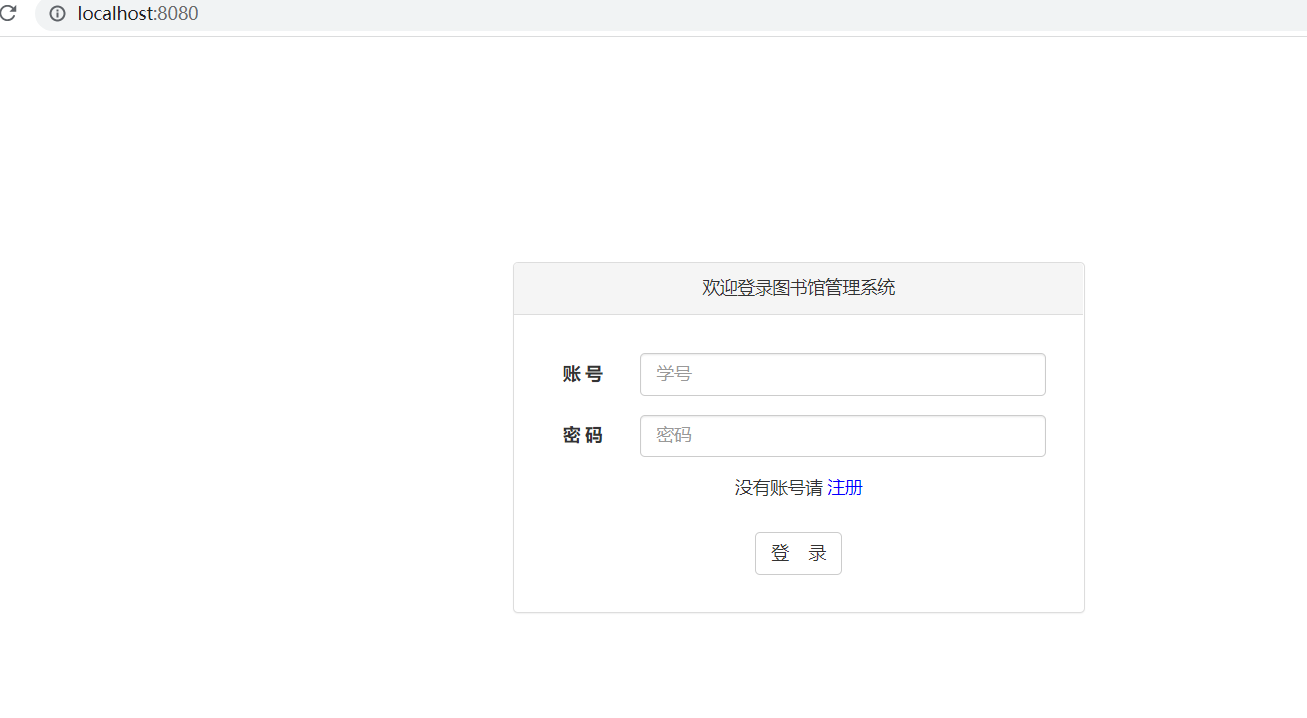 localhost:8080
欢迎登录图书馆管理系统
账 号 学号
密 码 密码
没有账号请 注册
登 录